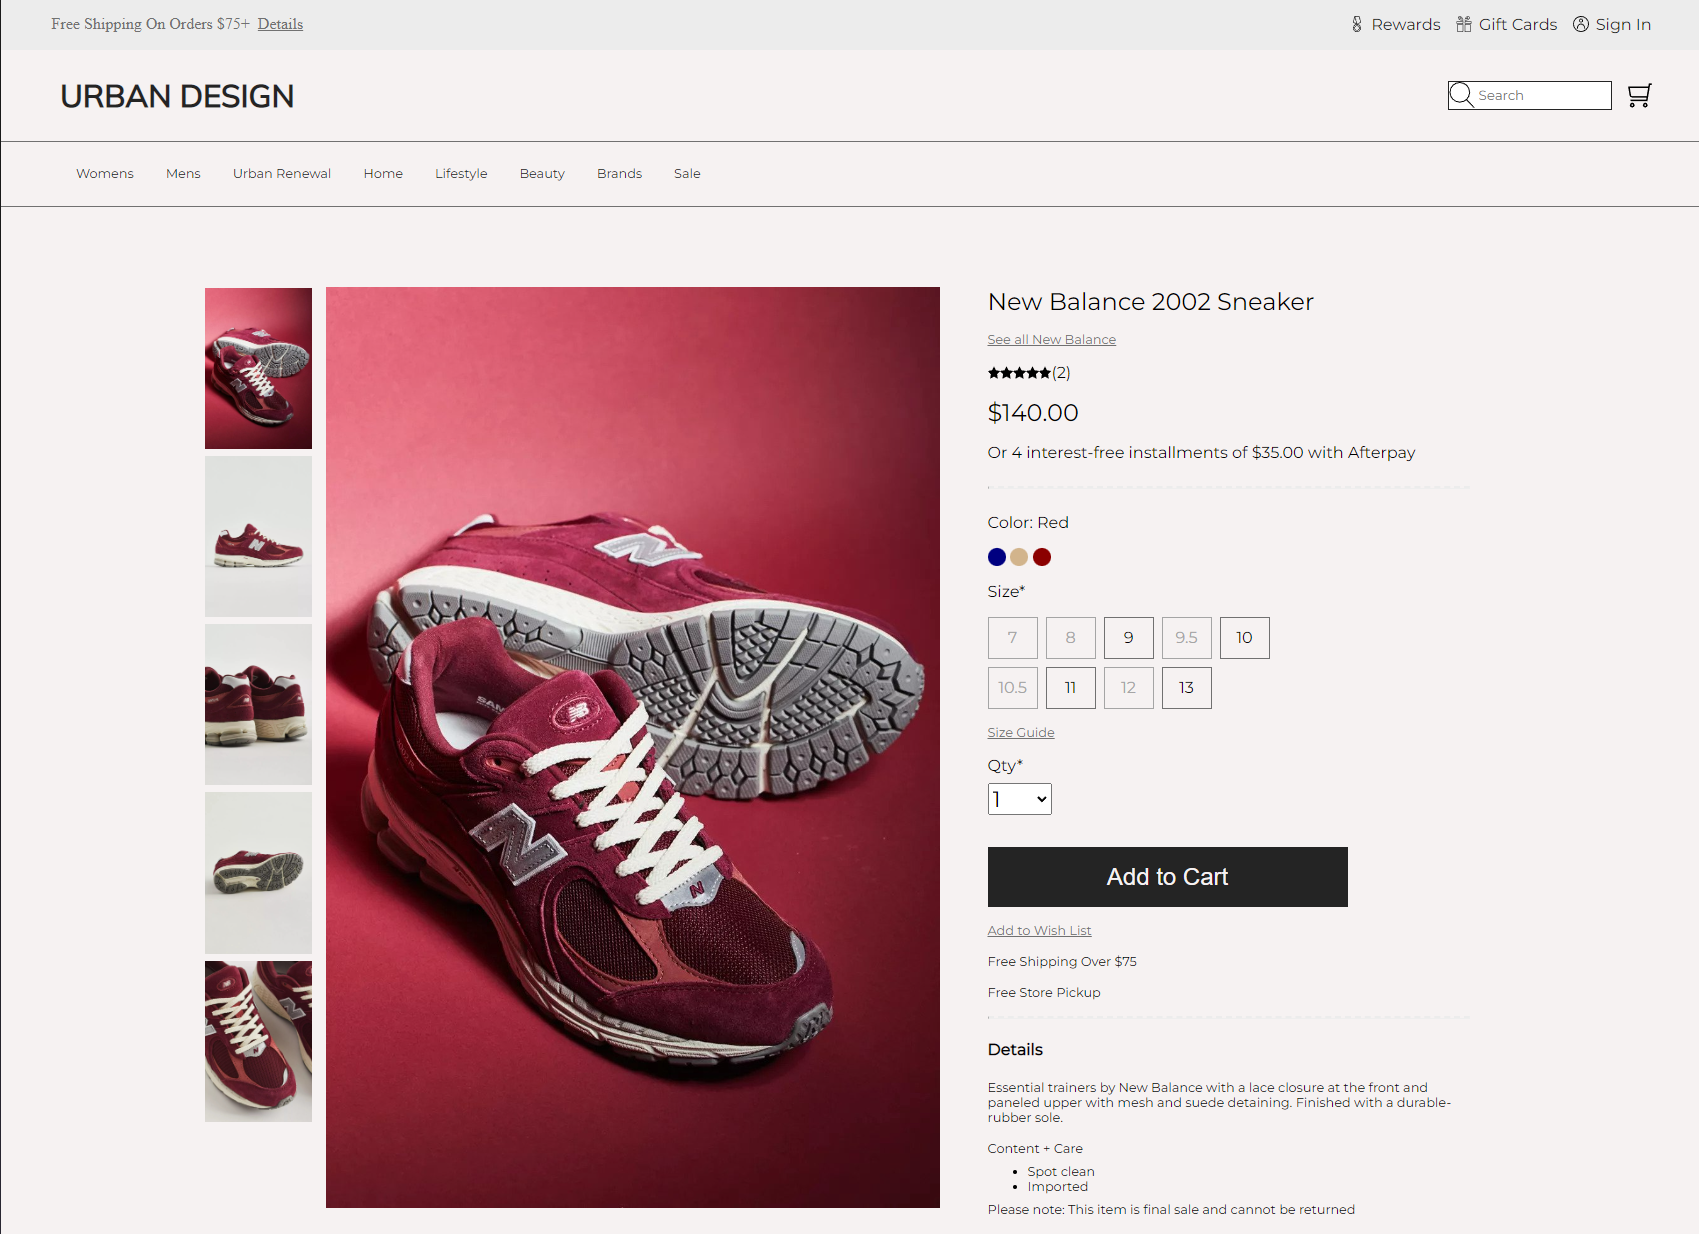 Free Shipping On Orders $75+ Details
Rewards Gift Cards Sign In
URBAN DESIGN
Search
Womens Mens Urban Renewal Home Lifestyle Beauty Brands Sale
New Balance 2002 Sneaker
See all New Balance
★★★★★(2)
$140.00
Or 4 interest-free installments of $35.00 with Afterpay
Color: Red
Size*
7 8 9 9.5 10
10.5 11 12 13
Size Guide
Qty*
1
Add to Cart
Add to Wish List
Free Shipping Over $75
Free Store Pickup
Details
Essential trainers by New Balance with a lace closure at the front and
paneled upper with mesh and suede detaining. Finished with a durable-
rubber sole.
Content + Care
• Spot clean
• Imported
Please note: This item is final sale and cannot be returned